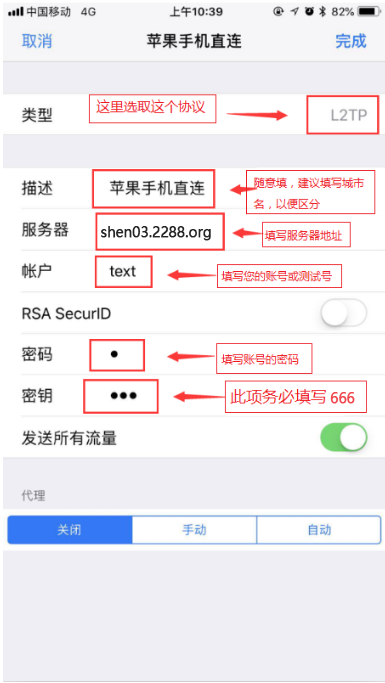 中国移动 4G 上午10:39 82%
取消 苹果手机直连 完成
类型 这里选取这个协议 L2TP
描述 苹果手机直连 随意填，建议填写城市
名，以便区分
服务器 shen03.2288.org 填写服务器地址
帐户 text 填写您的账号或测试号
RSA SecurID
密码 ● 填写账号的密码
密钥 ●●● 此项务必填写 666
发送所有流量
代理
关闭 手动 自动